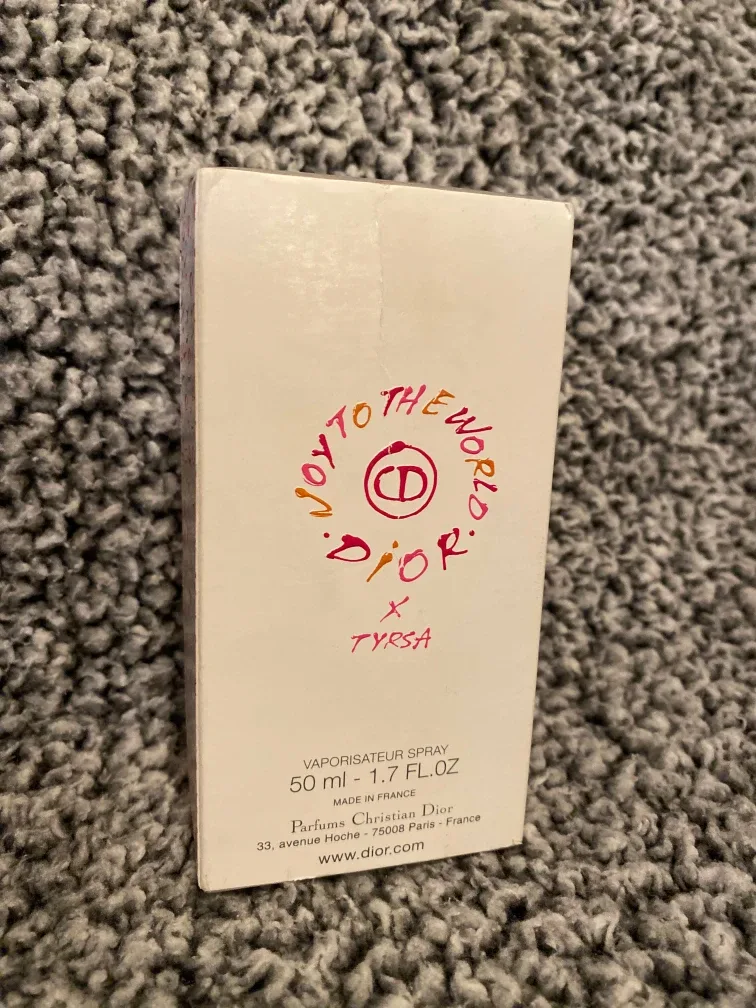 JOY TO THE WORLD
CD
• DIOR •
X
TYRSA
VAPORISATEUR SPRAY
50 ml - 1.7 FL.OZ
MADE IN FRANCE
Parfums Christian Dior
33, avenue Hoche - 75008 Paris - France
www.dior.com